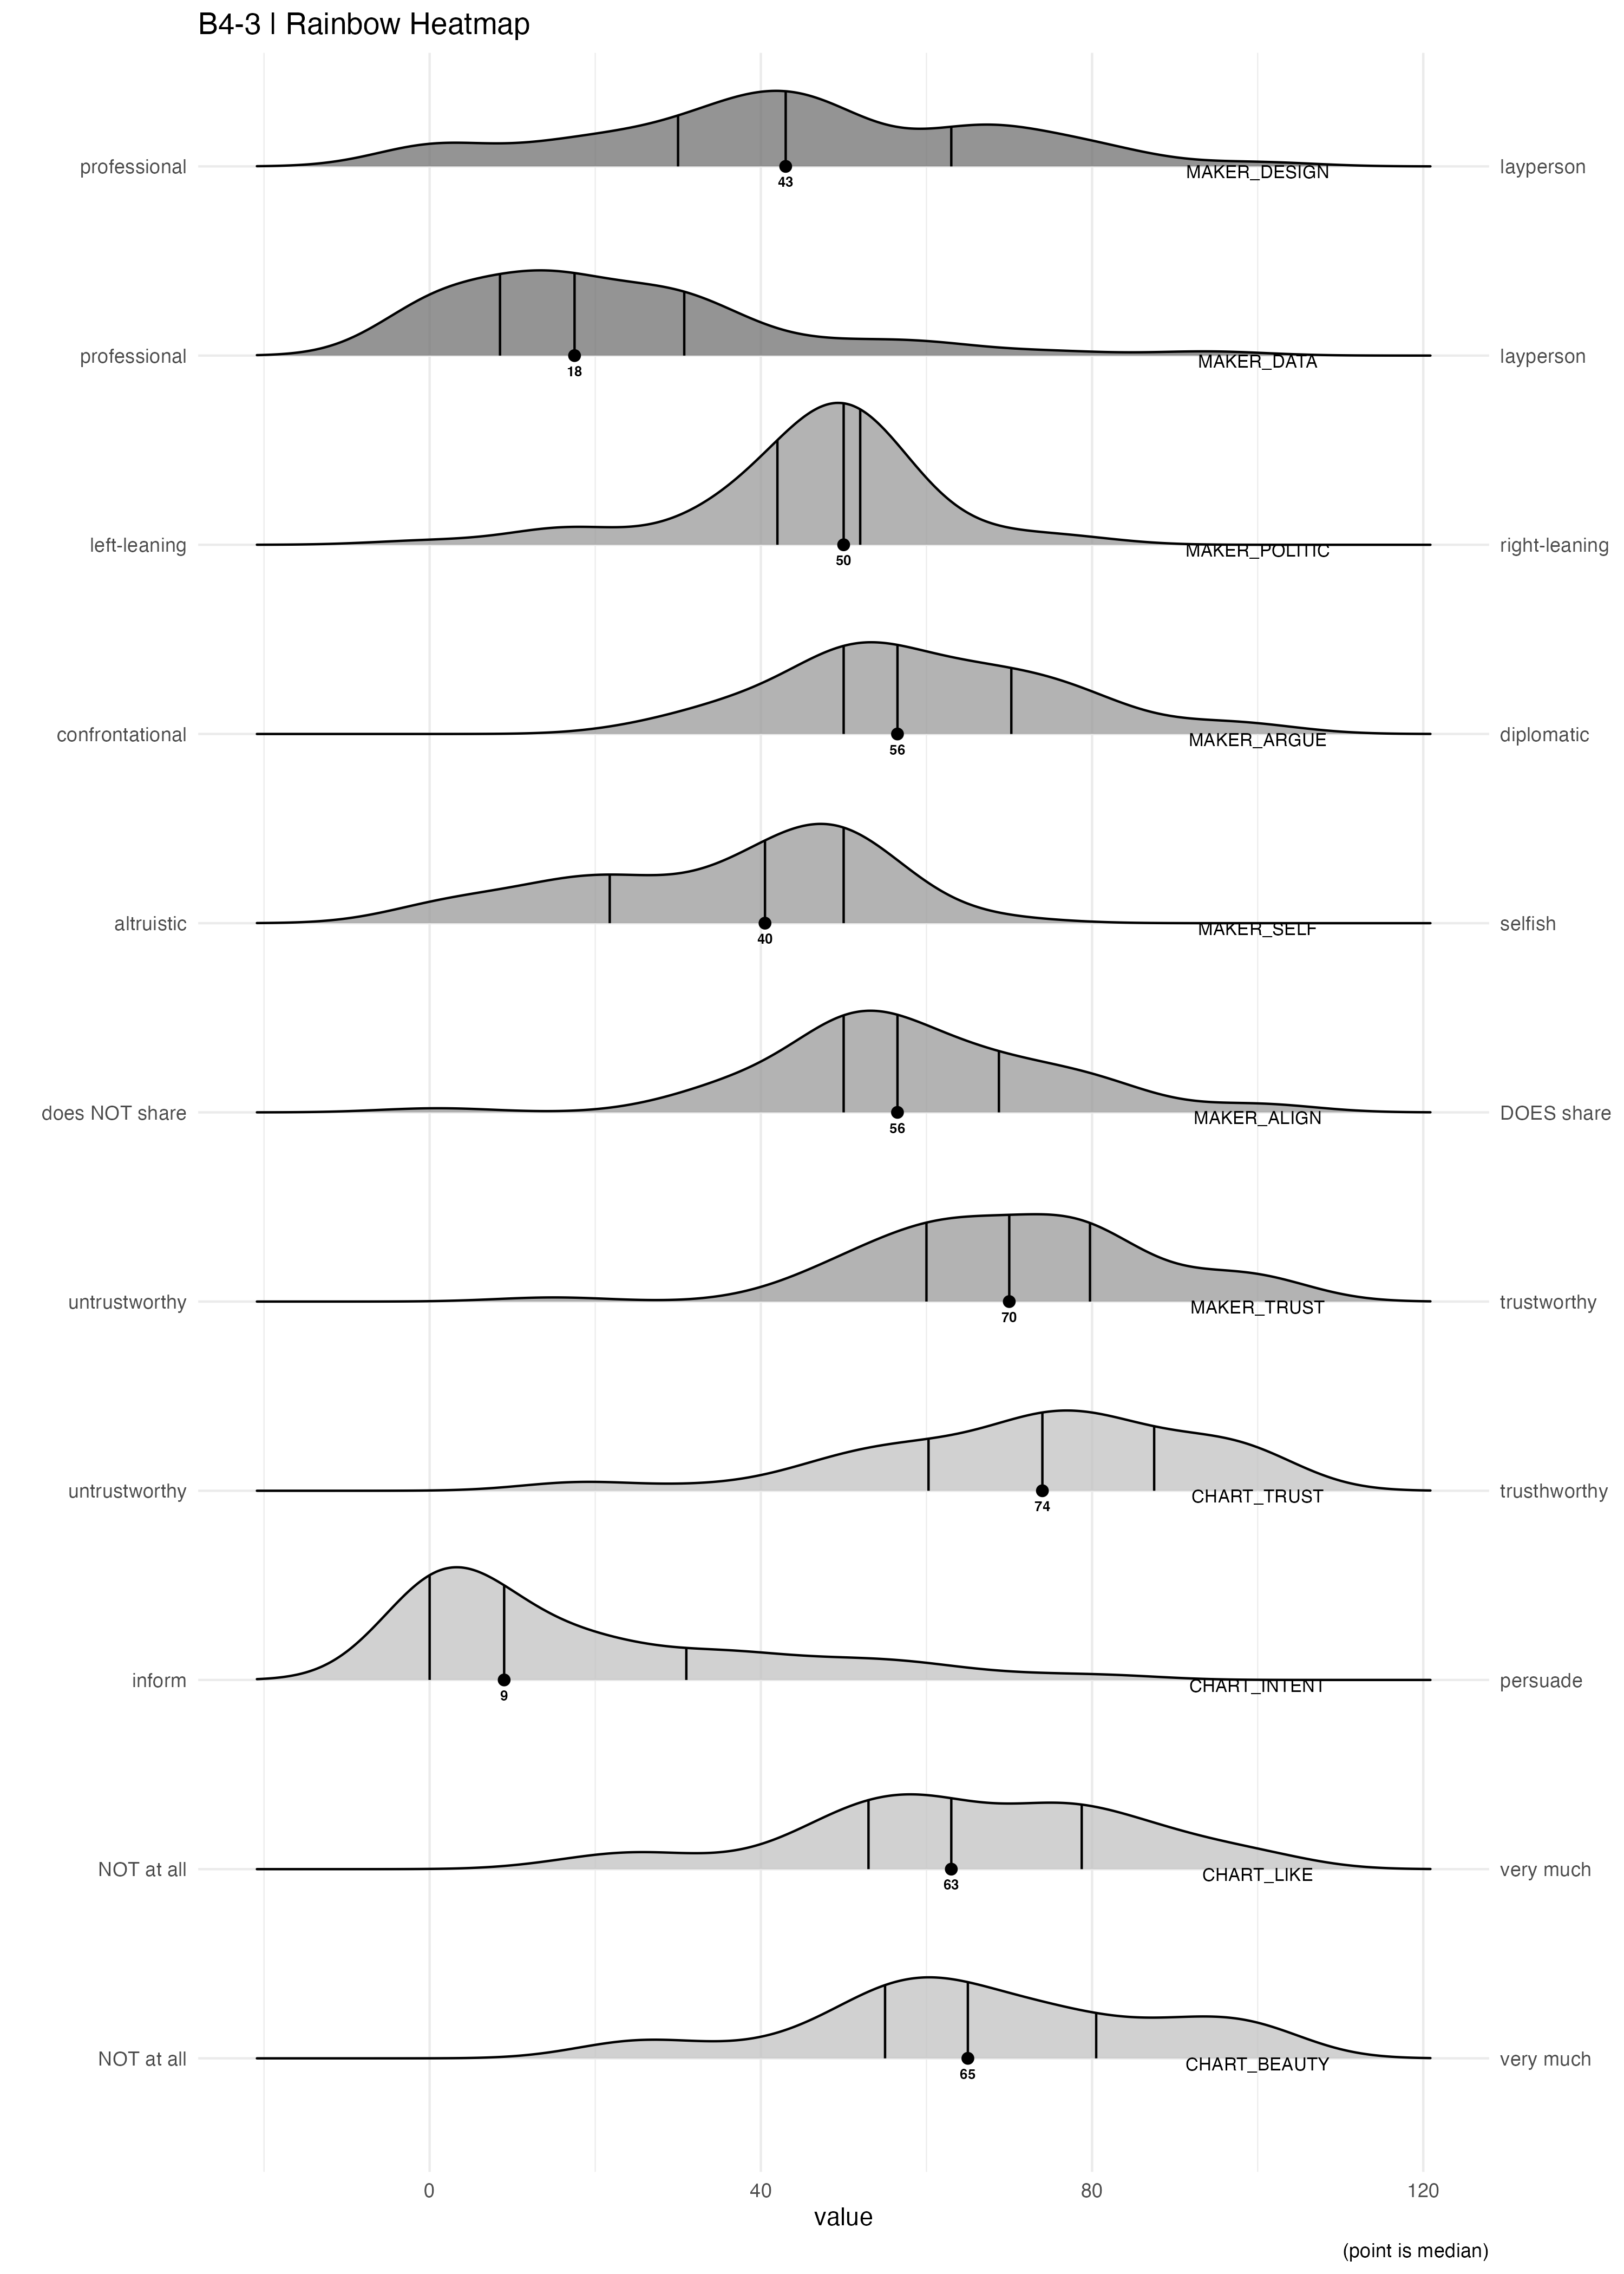 B4-3 | Rainbow Heatmap
professional
layperson
MAKER_DESIGN
43
professional
layperson
MAKER_DATA
18
left-leaning
right-leaning
MAKER_POLITIC
50
confrontational
diplomatic
MAKER_ARGUE
56
altruistic
selfish
MAKER_SELF
40
does NOT share
DOES share
MAKER_ALIGN
56
untrustworthy
trustworthy
MAKER_TRUST
70
untrustworthy
trusthworthy
CHART_TRUST
74
inform
persuade
CHART_INTENT
9
NOT at all
very much
CHART_LIKE
63
NOT at all
very much
CHART_BEAUTY
65
0 40 80 120
value
(point is median)